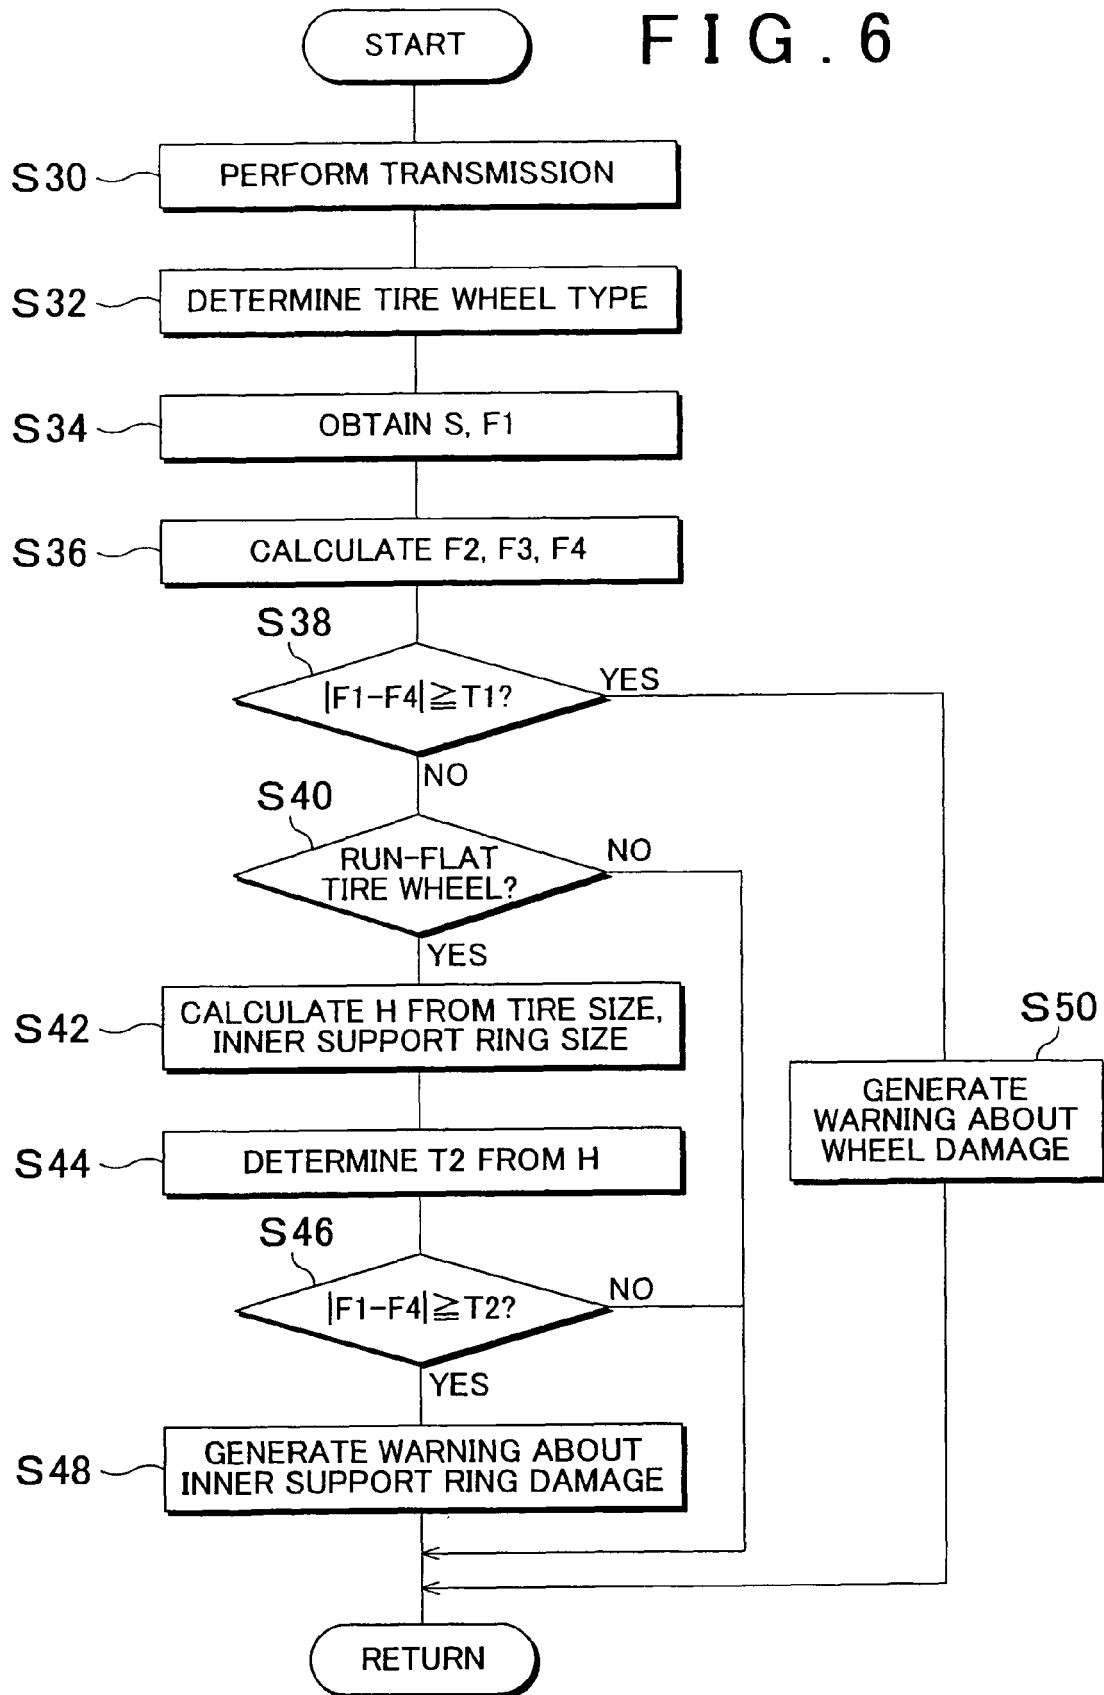 START
FIG. 6
S30
PERFORM TRANSMISSION
S32
DETERMINE TIRE WHEEL TYPE
S34
OBTAIN S, F1
S36
CALCULATE F2, F3, F4
S38
|F1-F4|≧T1?
YES
NO
S40
RUN-FLAT
TIRE WHEEL?
NO
YES
S42
CALCULATE H FROM TIRE SIZE,
INNER SUPPORT RING SIZE
S50
GENERATE
WARNING ABOUT
WHEEL DAMAGE
S44
DETERMINE T2 FROM H
S46
|F1-F4|≧T2?
NO
YES
S48
GENERATE WARNING ABOUT
INNER SUPPORT RING DAMAGE
RETURN